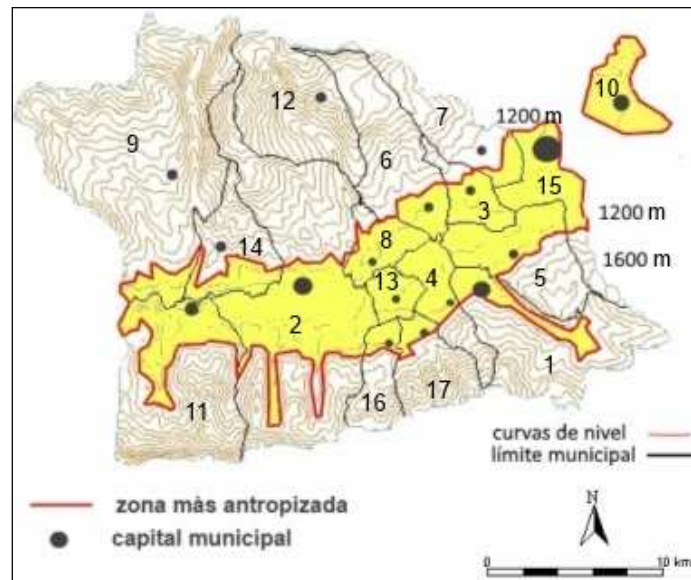 10
12
7
1200 m
9
6
15
3
1200 m
14
8
1600 m
5
13
4
2
1
17
16
11
curvas de nivel
límite municipal
zona màs antropizada
capital municipal
N
0 10 km